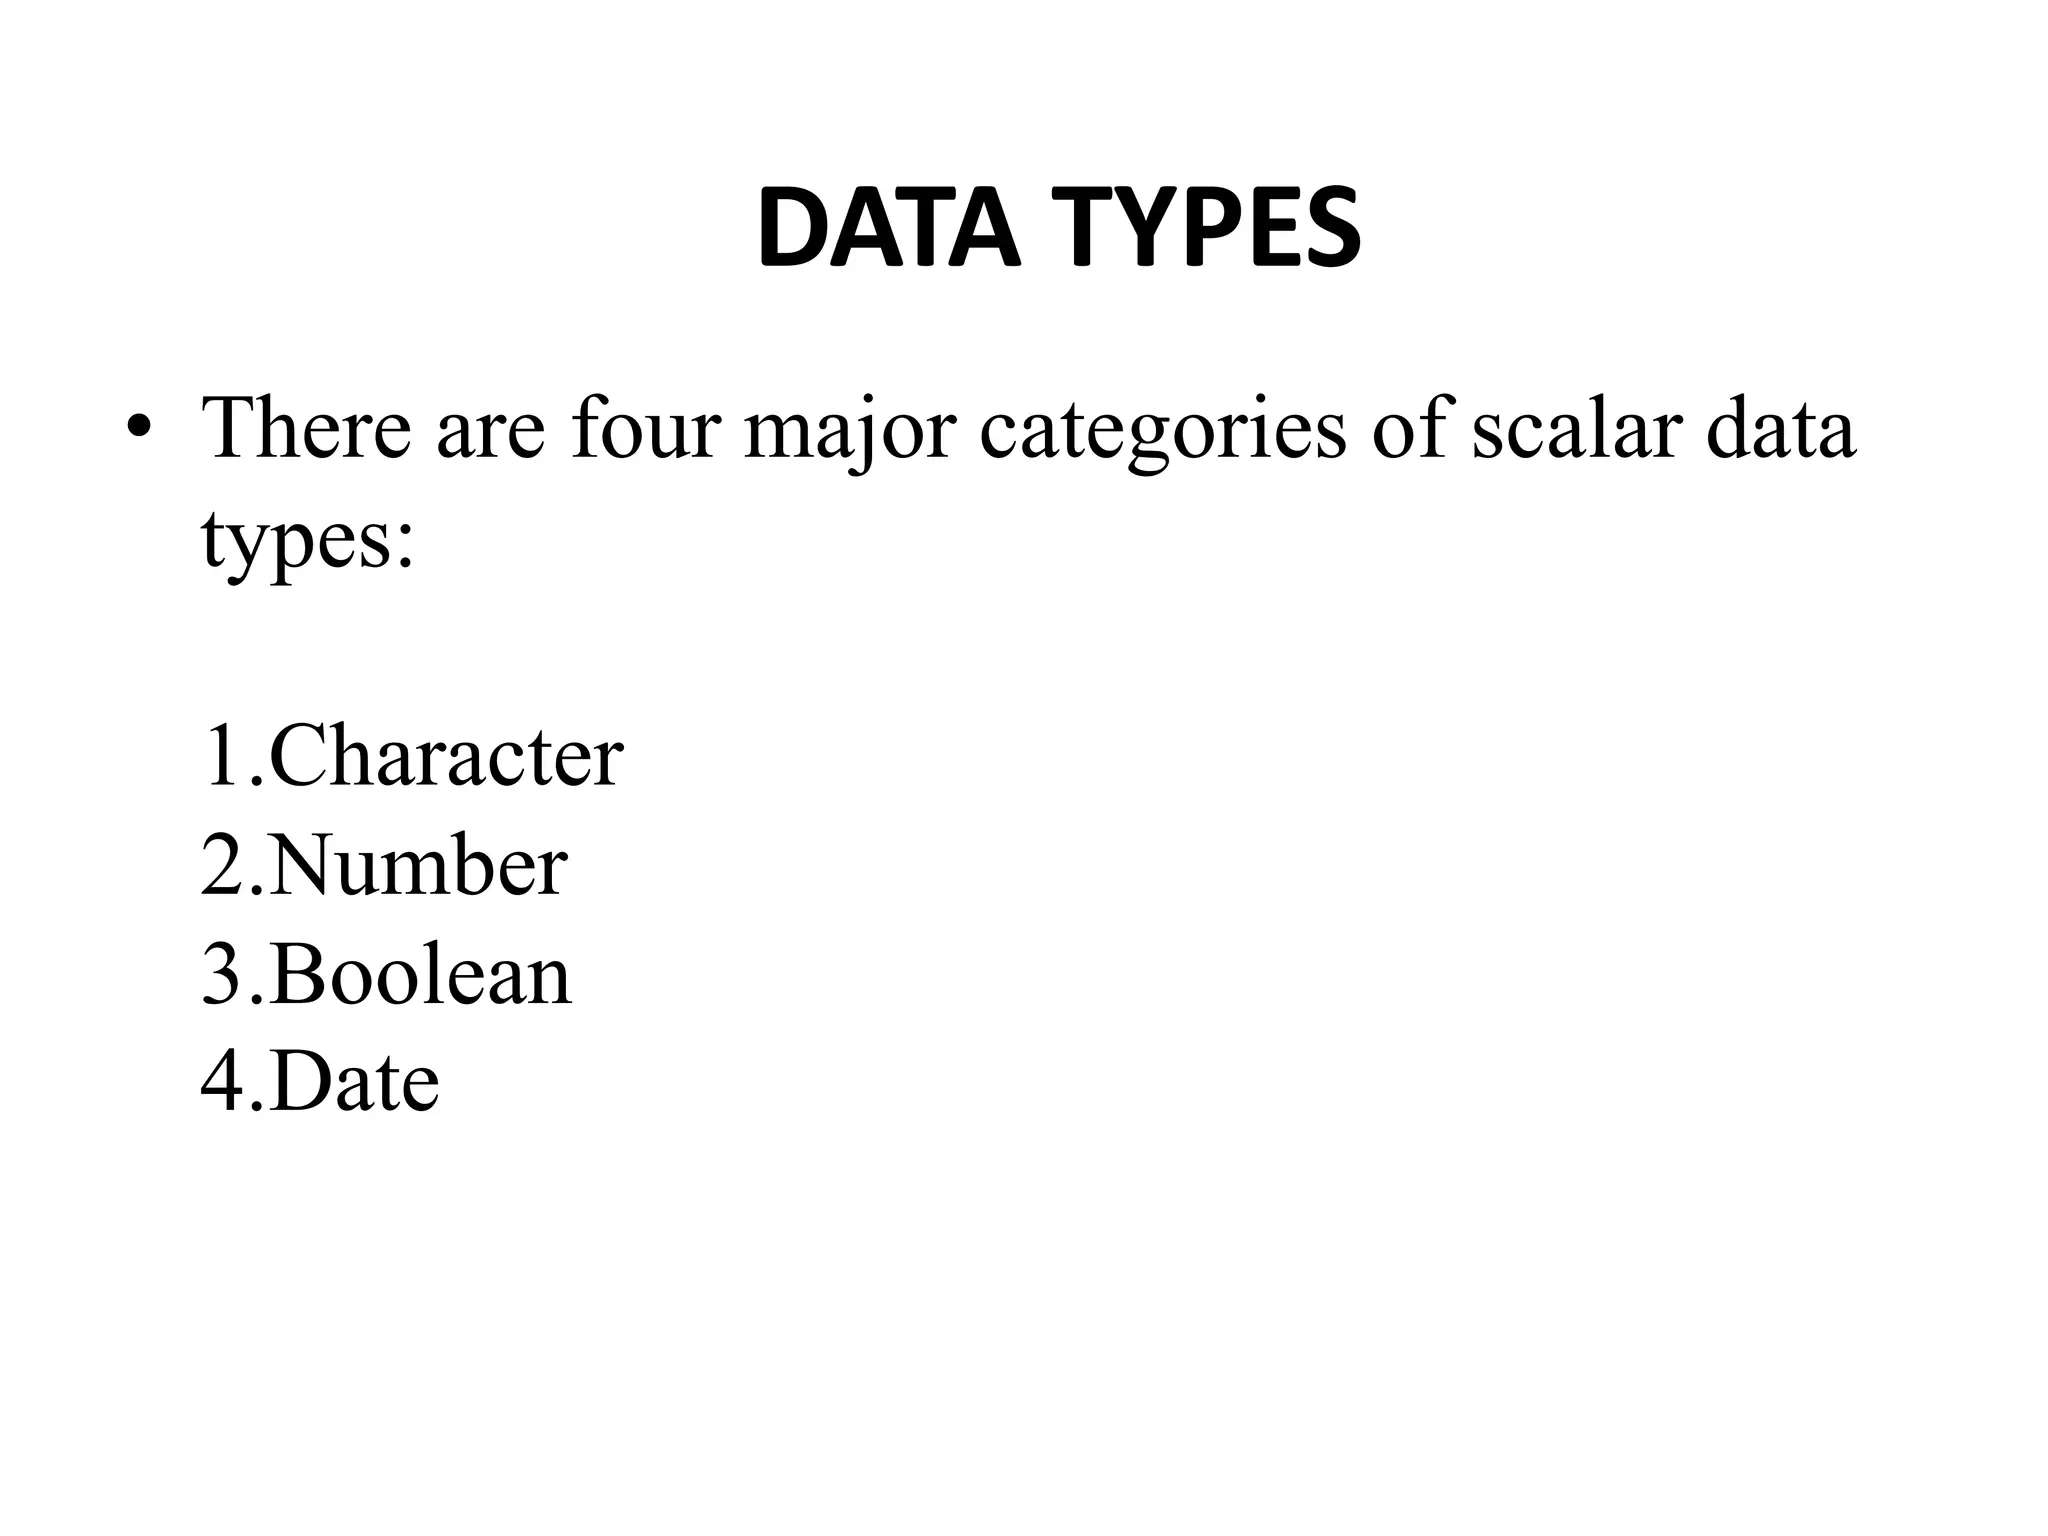 DATA TYPES
• There are four major categories of scalar data
types:
1.Character
2.Number
3.Boolean
4.Date